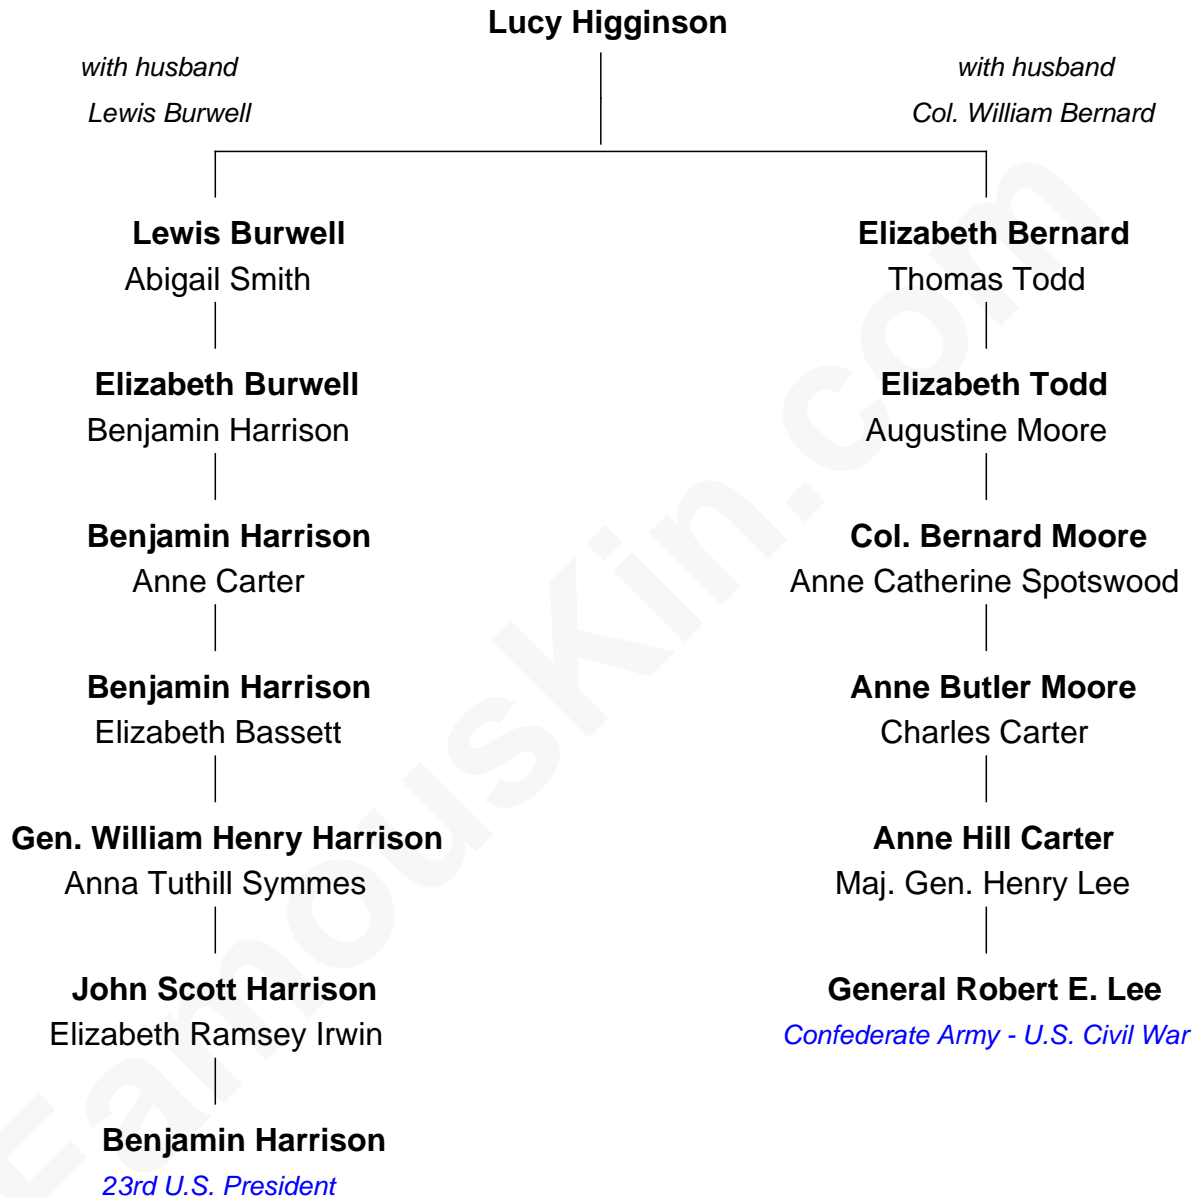 Lucy Higginson
with husband
Lewis Burwell
with husband
Col. William Bernard
Lewis Burwell
Abigail Smith
Elizabeth Burwell
Benjamin Harrison
Benjamin Harrison
Anne Carter
Benjamin Harrison
Elizabeth Bassett
Gen. William Henry Harrison
Anna Tuthill Symmes
John Scott Harrison
Elizabeth Ramsey Irwin
Benjamin Harrison
23rd U.S. President
Elizabeth Bernard
Thomas Todd
Elizabeth Todd
Augustine Moore
Col. Bernard Moore
Anne Catherine Spotswood
Anne Butler Moore
Charles Carter
Anne Hill Carter
Maj. Gen. Henry Lee
General Robert E. Lee
Confederate Army - U.S. Civil War
FamousKin.com